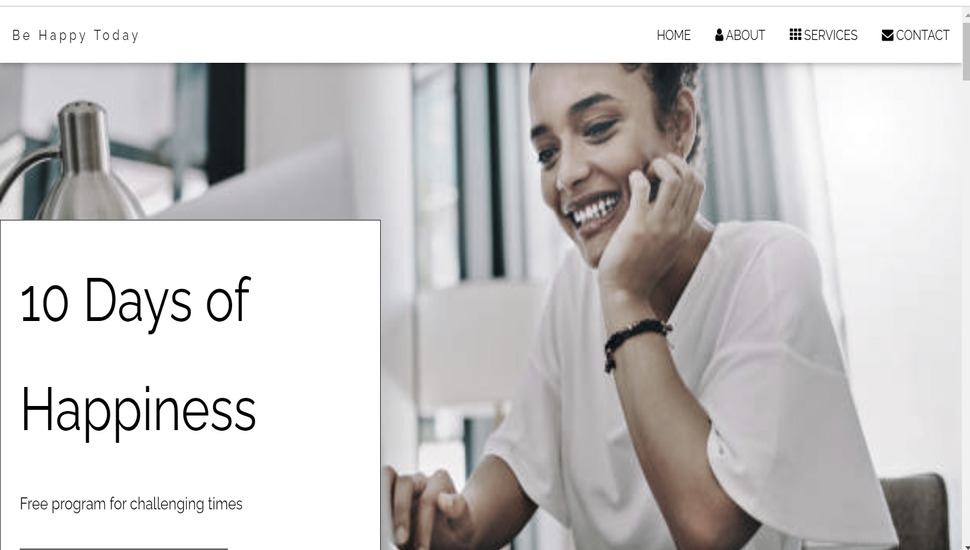 Be Happy Today
HOME ABOUT SERVICES CONTACT
10 Days of
Happiness
Free program for challenging times